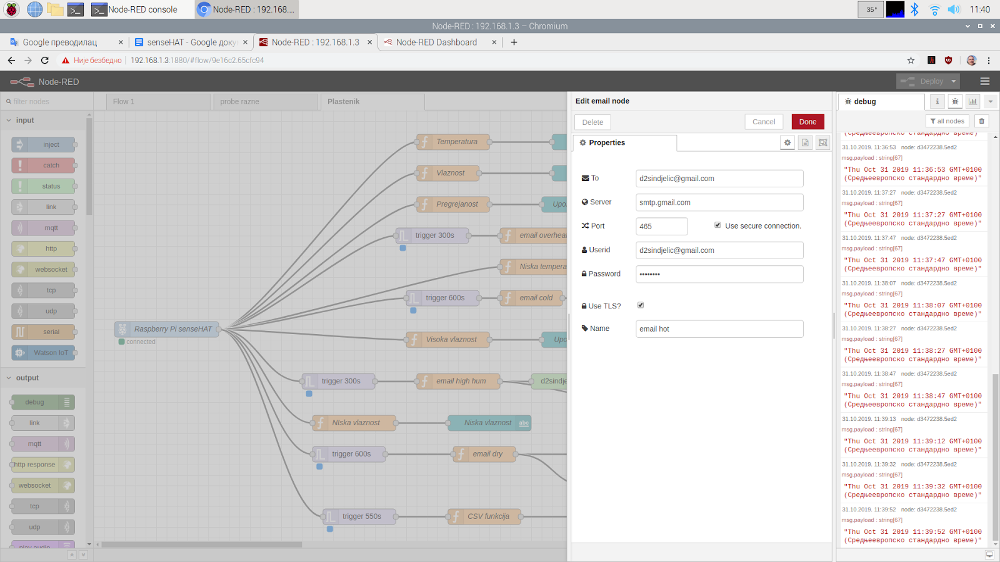 Node-RED console
Node-RED : 192.168....
35°
11:40
Node-RED : 192.168.1.3 – Chromium
Google преводилац
senseHAT - Google доку
Node-RED : 192.168.1.3
Node-RED Dashboard
Није безбедно
192.168.1.3:1880/#flow/9e16c2.65cfc94
Node-RED
Deploy
filter nodes
Flow 1
probe razne
Plastenik
input
inject
catch
status
link
mqtt
http
websocket
tcp
udp
serial
Watson IoT
output
debug
link
mqtt
http response
websocket
tcp
udp
play audio
Raspberry Pi senseHAT
connected
Temperatura
Vlaznost
Pregrejanost
Upo
trigger 300s
email overhea
Niska tempera
trigger 600s
email cold
Visoka vlaznost
Upo
trigger 300s
email high hum
d2sindje
NIska vlaznost
Niska vlaznost
abc
trigger 600s
email dry
trigger 550s
CSV funkcija
Edit email node
Delete
Cancel
Done
Properties
To
d2sindjelic@gmail.com
Server
smtp.gmail.com
Port
465
Use secure connection.
Userid
d2sindjelic@gmail.com
Password
••••••••
Use TLS?
Name
email hot
debug
all nodes
(Средњеевропско стандардно време)"
31.10.2019. 11:36:53 node: d3472238.5ed2
msg.payload : string[67]
"Thu Oct 31 2019 11:36:53 GMT+0100
(Средњеевропско стандардно време)"
31.10.2019. 11:37:27 node: d3472238.5ed2
msg.payload : string[67]
"Thu Oct 31 2019 11:37:27 GMT+0100
(Средњеевропско стандардно време)"
31.10.2019. 11:37:47 node: d3472238.5ed2
msg.payload : string[67]
"Thu Oct 31 2019 11:37:47 GMT+0100
(Средњеевропско стандардно време)"
31.10.2019. 11:38:07 node: d3472238.5ed2
msg.payload : string[67]
"Thu Oct 31 2019 11:38:07 GMT+0100
(Средњеевропско стандардно време)"
31.10.2019. 11:38:27 node: d3472238.5ed2
msg.payload : string[67]
"Thu Oct 31 2019 11:38:27 GMT+0100
(Средњеевропско стандардно време)"
31.10.2019. 11:38:47 node: d3472238.5ed2
msg.payload : string[67]
"Thu Oct 31 2019 11:38:47 GMT+0100
(Средњеевропско стандардно време)"
31.10.2019. 11:39:13 node: d3472238.5ed2
msg.payload : string[67]
"Thu Oct 31 2019 11:39:12 GMT+0100
(Средњеевропско стандардно време)"
31.10.2019. 11:39:32 node: d3472238.5ed2
msg.payload : string[67]
"Thu Oct 31 2019 11:39:32 GMT+0100
(Средњеевропско стандардно време)"
31.10.2019. 11:39:52 node: d3472238.5ed2
msg.payload : string[67]
"Thu Oct 31 2019 11:39:52 GMT+0100
(Средњеевропско стандардно време)"